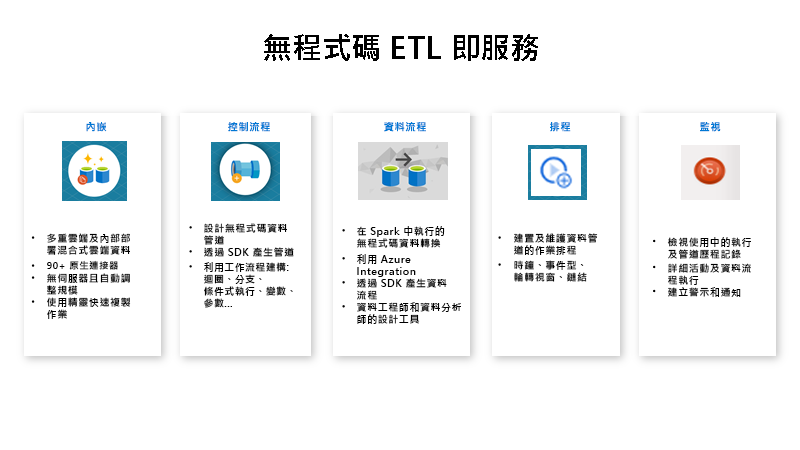 無程式碼 ETL 即服務
內嵌
• 多重雲端及內部部
署混合式雲端資料
• 90+ 原生連接器
• 無伺服器且自動調
整規模
• 使用精靈快速複製
作業
控制流程
• 設計無程式碼資料
管道
• 透過 SDK 產生管道
• 利用工作流程建構:
迴圈、分支、
條件式執行、變數、
參數...
資料流程
• 在 Spark 中執行的
無程式碼資料轉換
• 利用 Azure
Integration
• 透過 SDK 產生資料
流程
• 資料工程師和資料分析
師的設計工具
排程
• 建置及維護資料管
道的作業排程
• 時鐘、事件型、
輪轉視窗、鏈結
監視
• 檢視使用中的執行
及管道歷程記錄
• 詳細活動及資料流
程執行
• 建立警示和通知